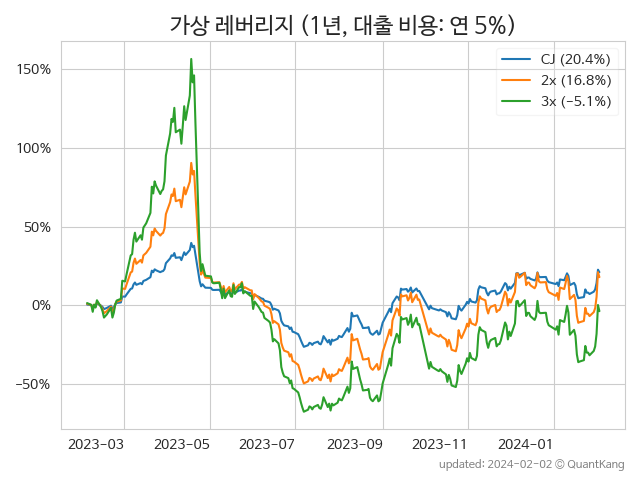 가상 레버리지 (1년, 대출 비용: 연 5%)
CJ (20.4%)
2x (16.8%)
3x (−5.1%)
150%
100%
50%
0%
−50%
2023-03 2023-05 2023-07 2023-09 2023-11 2024-01
updated: 2024-02-02 © QuantKang